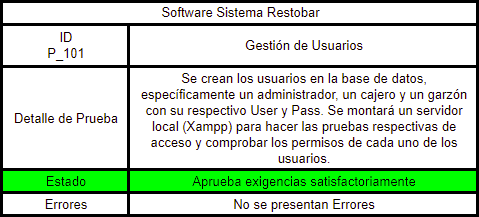 Software Sistema Restobar
ID
P_101
Gestión de Usuarios
Detalle de Prueba
Se crean los usuarios en la base de datos,
específicamente un administrador, un cajero y un garzón
con su respectivo User y Pass. Se montará un servidor
local (Xampp) para hacer las pruebas respectivas de
acceso y comprobar los permisos de cada uno de los
usuarios.
Estado
Aprueba exigencias satisfactoriamente
Errores
No se presentan Errores